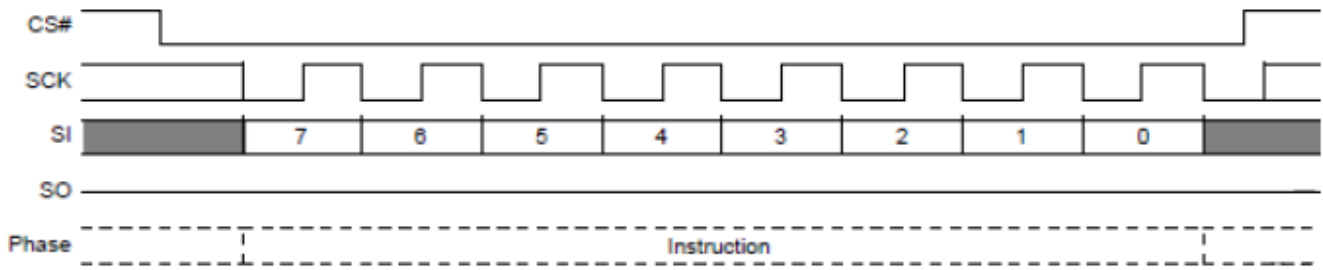 CS#
SCK
SI 7 6 5 4 3 2 1 0
SO
Phase Instruction